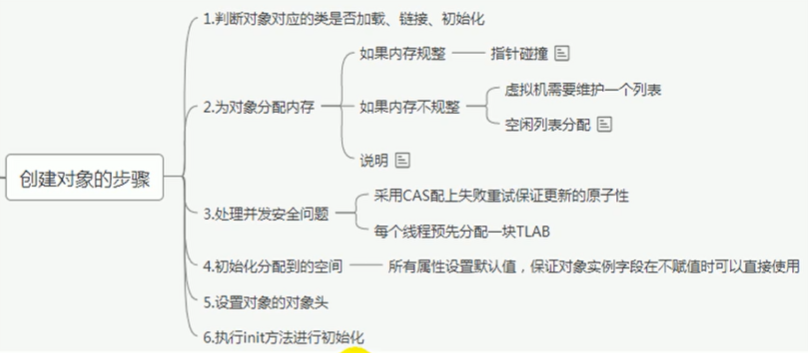 创建对象的步骤
1.判断对象对应的类是否加载、链接、初始化
2.为对象分配内存
如果内存规整
指针碰撞
如果内存不规整
虚拟机需要维护一个列表
空闲列表分配
说明
3.处理并发安全问题
采用CAS配上失败重试保证更新的原子性
每个线程预先分配一块TLAB
4.初始化分配到的空间
所有属性设置默认值，保证对象实例字段在不赋值时可以直接使用
5.设置对象的对象头
6.执行init方法进行初始化